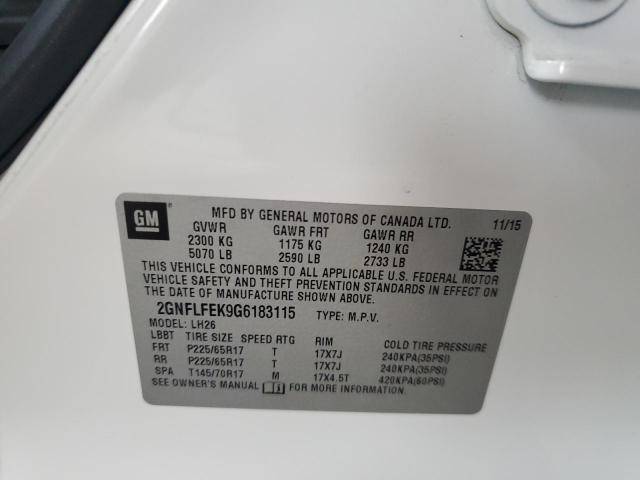 GM
MFD BY GENERAL MOTORS OF CANADA LTD. 11/15
GVWR GAWR FRT GAWR RR
2300 KG 1175 KG 1240 KG
5070 LB 2590 LB 2733 LB
THIS VEHICLE CONFORMS TO ALL APPLICABLE U.S. FEDERAL MOTOR
VEHICLE SAFETY AND THEFT PREVENTION STANDARDS IN EFFECT ON
THE DATE OF MANUFACTURE SHOWN ABOVE.
2GNFLFEK9G6183115 TYPE: M.P.V.
LBBT LH26
TIRE SIZE SPEED RTG RIM COLD TIRE PRESSURE
FRT P225/65R17 T 17X7J 240KPA(35PSI)
RR P225/65R17 T 17X7J 240KPA(35PSI)
SPA T145/70R17 M 17X4.5T 420KPA(60PSI)
SEE OWNER'S MANUAL FOR MORE INFORMATION.